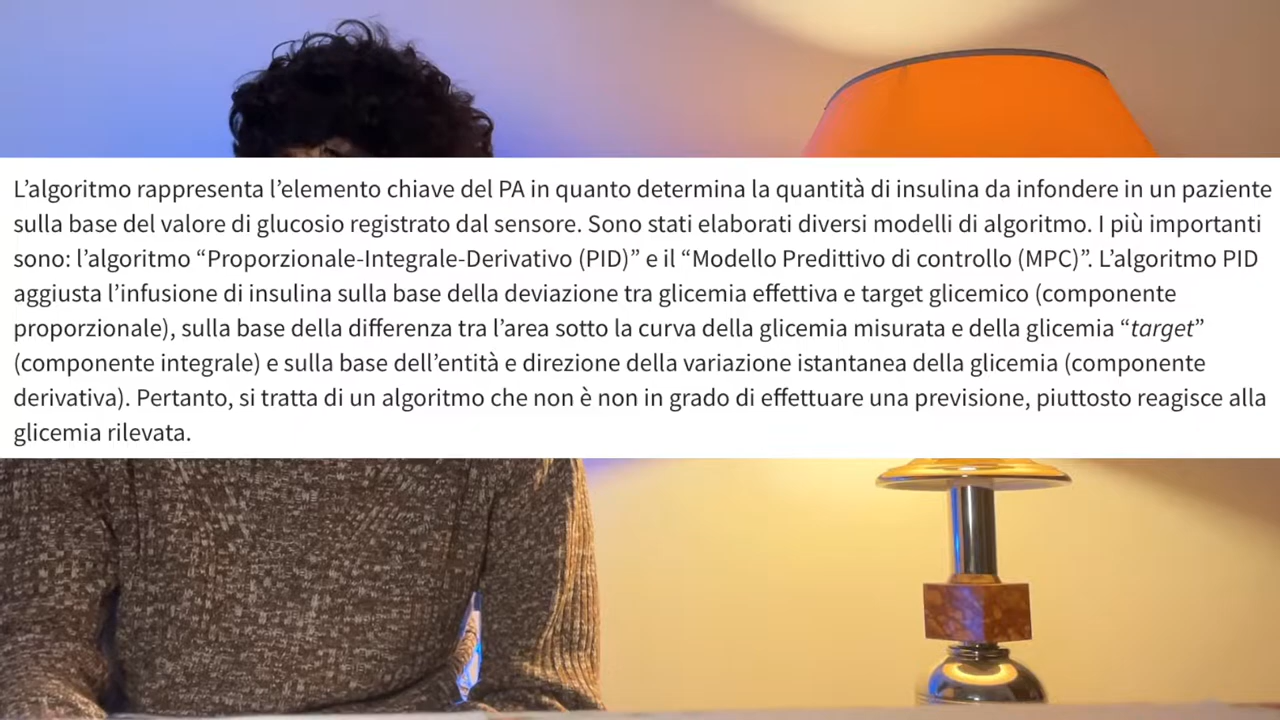 L’algoritmo rappresenta l’elemento chiave del PA in quanto determina la quantità di insulina da infondere in un paziente
sulla base del valore di glucosio registrato dal sensore. Sono stati elaborati diversi modelli di algoritmo. I più importanti
sono: l’algoritmo “Proporzionale-Integrale-Derivativo (PID)” e il “Modello Predittivo di controllo (MPC)”. L’algoritmo PID
aggiusta l’infusione di insulina sulla base della deviazione tra glicemia effettiva e target glicemico (componente
proporzionale), sulla base della differenza tra l’area sotto la curva della glicemia misurata e della glicemia “target”
(componente integrale) e sulla base dell’entità e direzione della variazione istantanea della glicemia (componente
derivativa). Pertanto, si tratta di un algoritmo che non è non in grado di effettuare una previsione, piuttosto reagisce alla
glicemia rilevata.